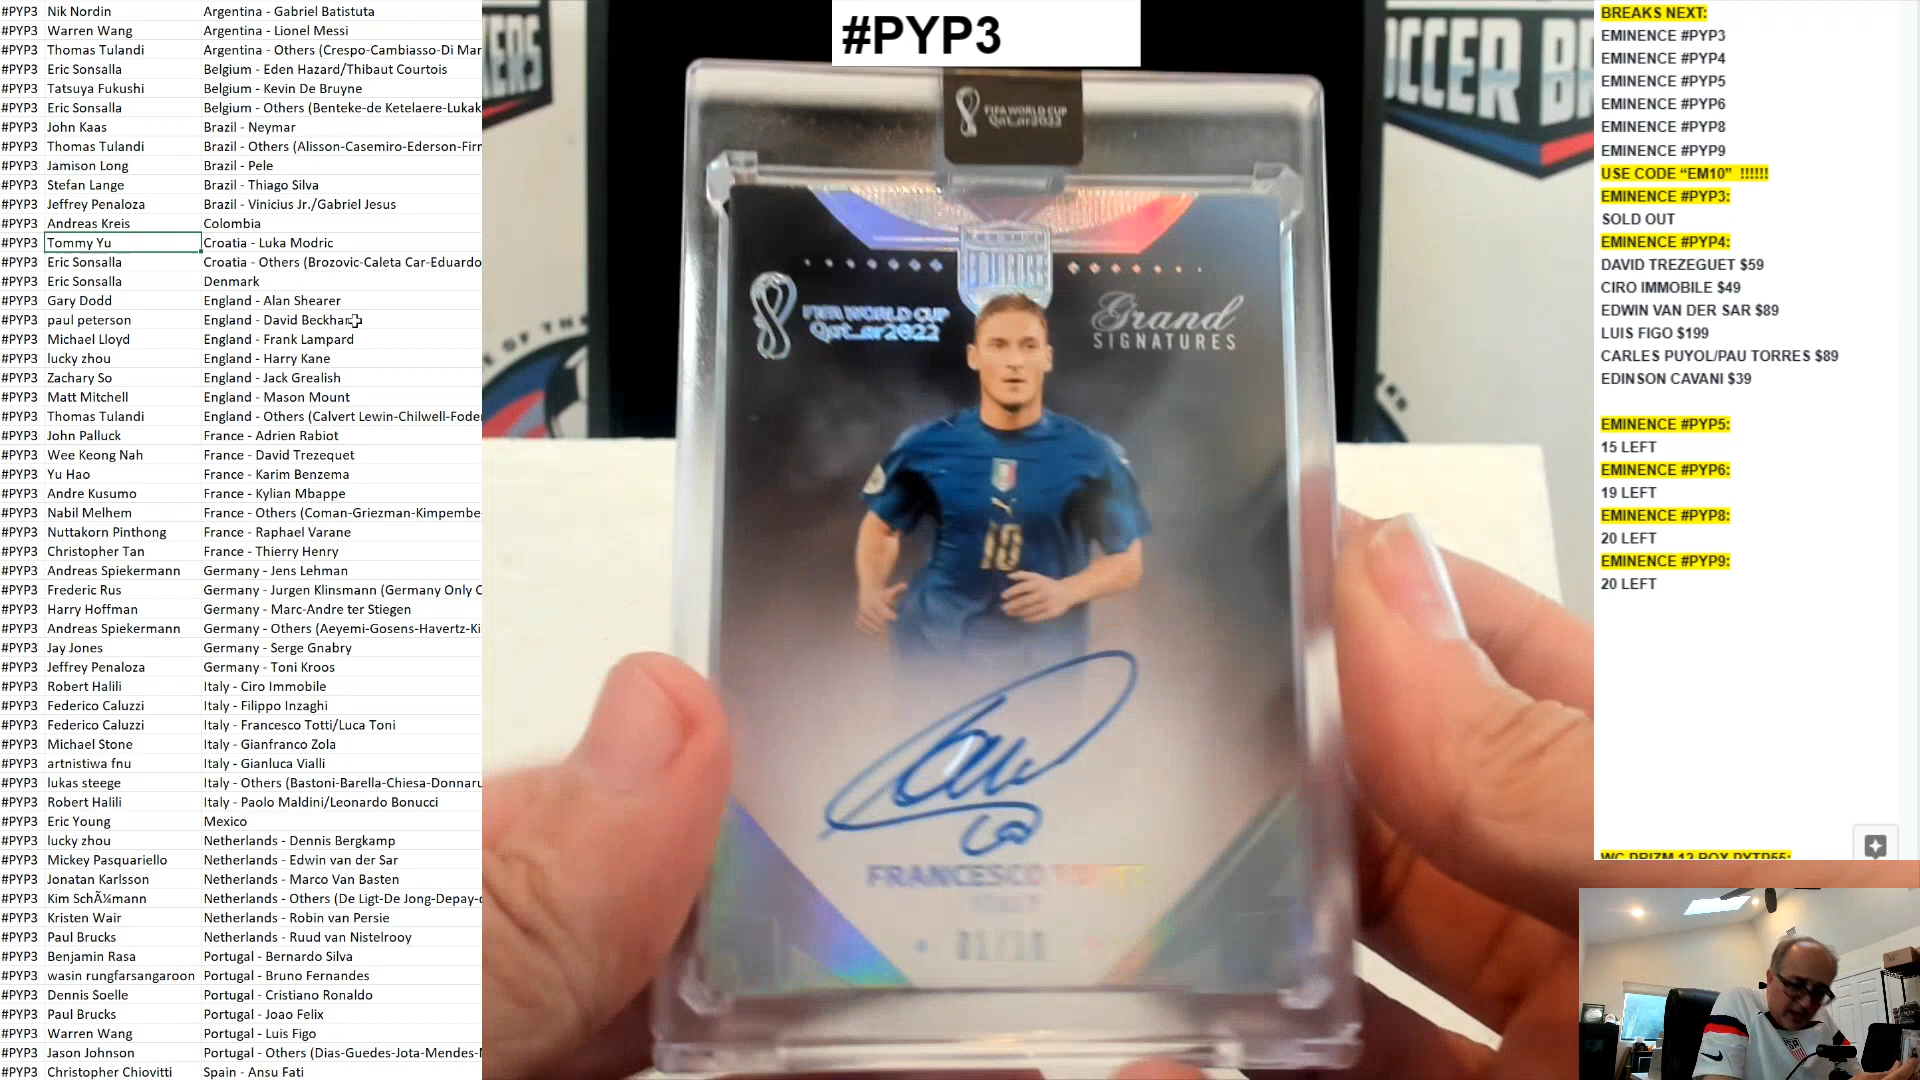 #PYP3 Nik Nordin Argentina - Gabriel Batistuta
#PYP3 Warren Wang Argentina - Lionel Messi
#PYP3 Thomas Tulandi Argentina - Others (Crespo-Cambiasso-Di Mar
#PYP3 Eric Sonsalla Belgium - Eden Hazard/Thibaut Courtois
#PYP3 Tatsuya Fukushi Belgium - Kevin De Bruyne
#PYP3 Eric Sonsalla Belgium - Others (Benteke-de Ketelaere-Lukak
#PYP3 John Kaas Brazil - Neymar
#PYP3 Thomas Tulandi Brazil - Others (Alisson-Casemiro-Ederson-Firr
#PYP3 Jamison Long Brazil - Pele
#PYP3 Stefan Lange Brazil - Thiago Silva
#PYP3 Jeffrey Penaloza Brazil - Vinicius Jr./Gabriel Jesus
#PYP3 Andreas Kreis Colombia
#PYP3 Tommy Yu Croatia - Luka Modric
#PYP3 Eric Sonsalla Croatia - Others (Brozovic-Caleta Car-Eduardo
#PYP3 Eric Sonsalla Denmark
#PYP3 Gary Dodd England - Alan Shearer
#PYP3 paul peterson England - David Beckham
#PYP3 Michael Lloyd England - Frank Lampard
#PYP3 lucky zhou England - Harry Kane
#PYP3 Zachary So England - Jack Grealish
#PYP3 Matt Mitchell England - Mason Mount
#PYP3 Thomas Tulandi England - Others (Calvert Lewin-Chilwell-Fode
#PYP3 John Palluck France - Adrien Rabiot
#PYP3 Wee Keong Nah France - David Trezequet
#PYP3 Yu Hao France - Karim Benzema
#PYP3 Andre Kusumo France - Kylian Mbappe
#PYP3 Nabil Melhem France - Others (Coman-Griezman-Kimpembe-
#PYP3 Nuttakorn Pinthong France - Raphael Varane
#PYP3 Christopher Tan France - Thierry Henry
#PYP3 Andreas Spiekermann Germany - Jens Lehman
#PYP3 Frederic Rus Germany - Jurgen Klinsmann (Germany Only C
#PYP3 Harry Hoffman Germany - Marc-Andre ter Stiegen
#PYP3 Andreas Spiekermann Germany - Others (Aeyemi-Gosens-Havertz-Ki
#PYP3 Jay Jones Germany - Serge Gnabry
#PYP3 Jeffrey Penaloza Germany - Toni Kroos
#PYP3 Robert Halili Italy - Ciro Immobile
#PYP3 Federico Caluzzi Italy - Filippo Inzaghi
#PYP3 Federico Caluzzi Italy - Francesco Totti/Luca Toni
#PYP3 Michael Stone Italy - Gianfranco Zola
#PYP3 artnistiwa fnu Italy - Gianluca Vialli
#PYP3 lukas steege Italy - Others (Bastoni-Barella-Chiesa-Donnaru
#PYP3 Robert Halili Italy - Paolo Maldini/Leonardo Bonucci
#PYP3 Eric Young Mexico
#PYP3 lucky zhou Netherlands - Dennis Bergkamp
#PYP3 Mickey Pasquariello Netherlands - Edwin van der Sar
#PYP3 Jonatan Karlsson Netherlands - Marco Van Basten
#PYP3 Kim SchÃ¼mann Netherlands - Others (De Ligt-De Jong-Depay-d
#PYP3 Kristen Wair Netherlands - Robin van Persie
#PYP3 Paul Brucks Netherlands - Ruud van Nistelrooy
#PYP3 Benjamin Rasa Portugal - Bernardo Silva
#PYP3 wasin rungfarsangaroon Portugal - Bruno Fernandes
#PYP3 Dennis Soelle Portugal - Cristiano Ronaldo
#PYP3 Paul Brucks Portugal - Joao Felix
#PYP3 Warren Wang Portugal - Luis Figo
#PYP3 Jason Johnson Portugal - Others (Dias-Guedes-Jota-Mendes-N
#PYP3 Christopher Chiovitti Spain - Ansu Fati
#PYP3
FIFA WORLD CUP
Qatar2022
FIFA WORLD CUP
Qatar2022
Grand
SIGNATURES
10
FRANCESCO TOTTI
ITALY
01/10
KERS
OCCER BR
S OF THE
BREAKS NEXT:
EMINENCE #PYP3
EMINENCE #PYP4
EMINENCE #PYP5
EMINENCE #PYP6
EMINENCE #PYP8
EMINENCE #PYP9
USE CODE “EM10” !!!!!!
EMINENCE #PYP3:
SOLD OUT
EMINENCE #PYP4:
DAVID TREZEGUET $59
CIRO IMMOBILE $49
EDWIN VAN DER SAR $89
LUIS FIGO $199
CARLES PUYOL/PAU TORRES $89
EDINSON CAVANI $39
EMINENCE #PYP5:
15 LEFT
EMINENCE #PYP6:
19 LEFT
EMINENCE #PYP8:
20 LEFT
EMINENCE #PYP9:
20 LEFT
WC PRIZM 12 BOX PYTP55: